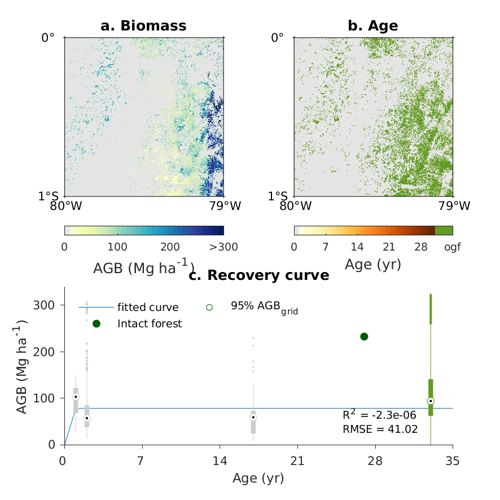 a. Biomass
b. Age
0°
0°
1°S
1°S
80°W
79°W
80°W
79°W
0 100 200 >300
0 7 14 21 28 ogf
AGB (Mg ha⁻¹)
Age (yr)
c. Recovery curve
AGB (Mg ha⁻¹)
300
200
100
0
fitted curve
95% AGB_grid
Intact forest
R² = -2.3e-06
RMSE = 41.02
0 7 14 21 28 35
Age (yr)